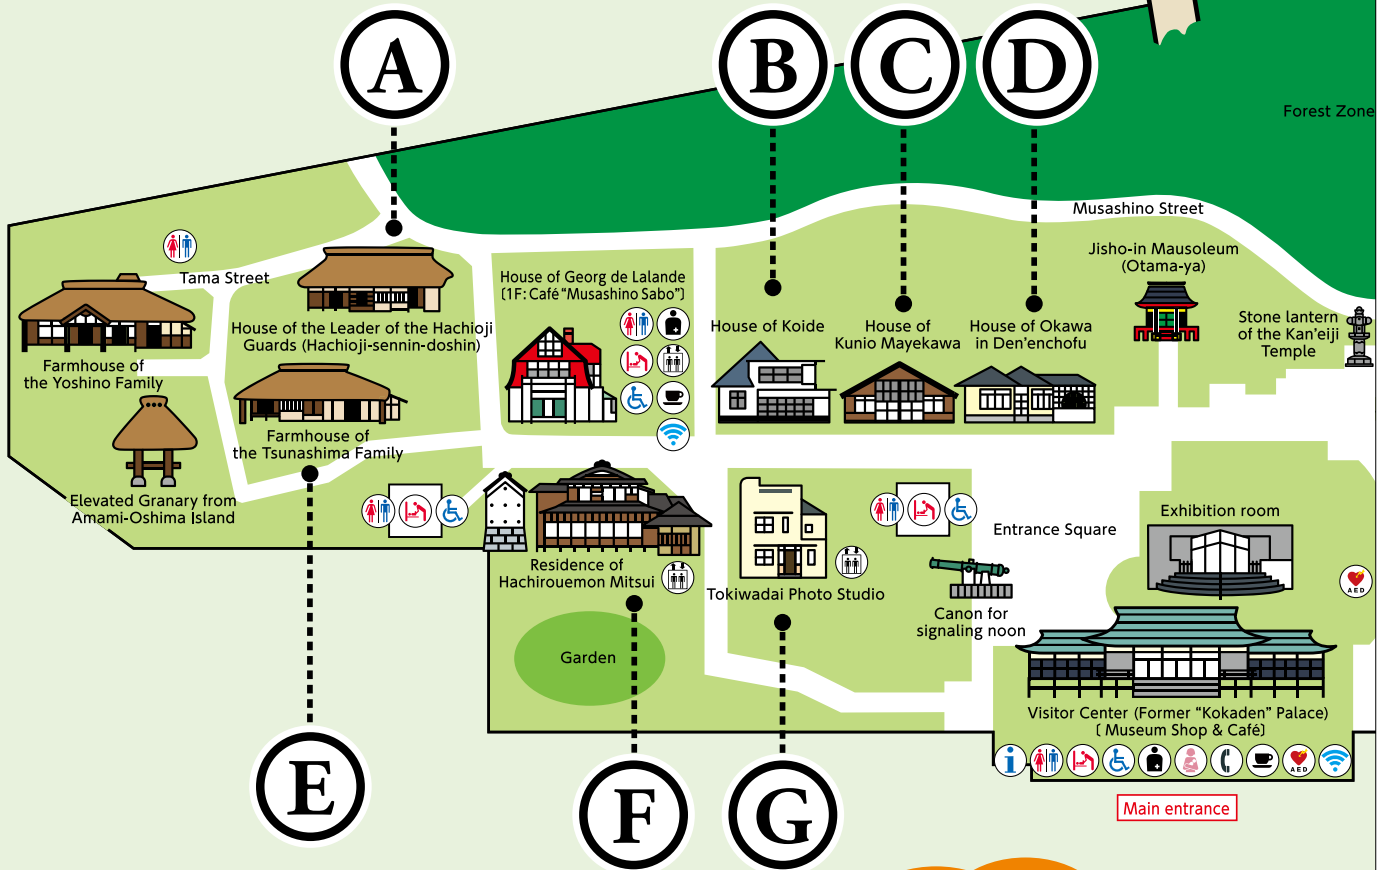 A
B
C
D
Forest Zone
Musashino Street
Tama Street
Jisho-in Mausoleum
(Otama-ya)
House of Georg de Lalande
(1F: Café “Musashino Sabo”)
House of the Leader of the Hachioji
Guards (Hachioji-sennin-doshin)
House of Koide
House of
Kunio Mayekawa
House of Okawa
in Den’enchofu
Stone lantern
of the Kan’eiji
Temple
Farmhouse of
the Yoshino Family
Farmhouse of
the Tsunashima Family
Elevated Granary from
Amami-Oshima Island
Entrance Square
Exhibition room
Residence of
Hachirouemon Mitsui
Tokiwadai Photo Studio
Canon for
signaling noon
AED
Garden
Visitor Center (Former “Kokaden” Palace)
( Museum Shop & Café)
i
AED
Main entrance
E
F
G